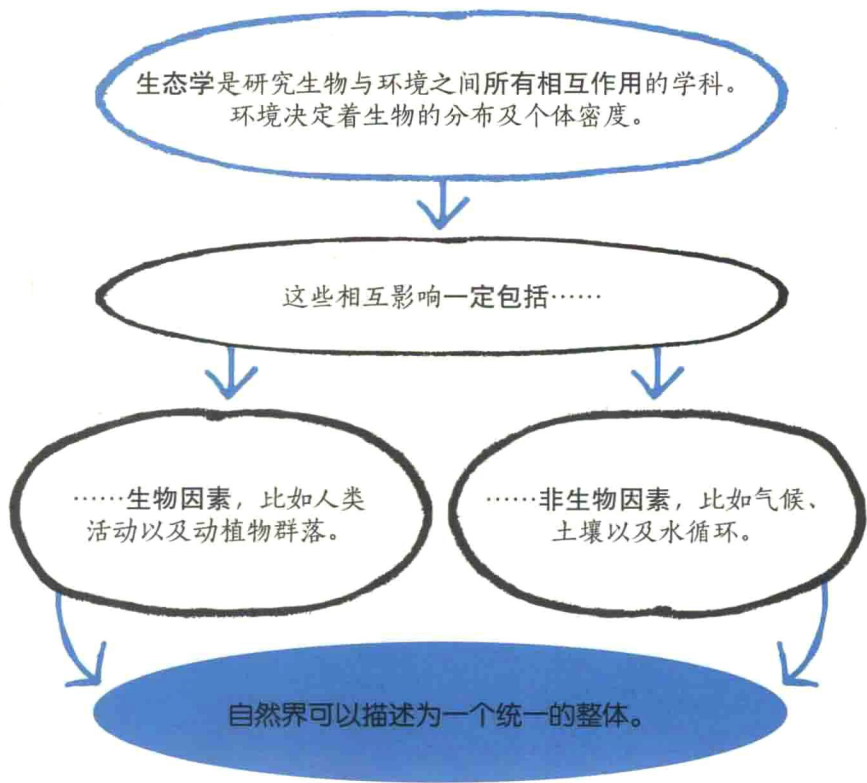 生态学是研究生物与环境之间所有相互作用的学科。
环境决定着生物的分布及个体密度。
这些相互影响一定包括……
……生物因素，比如人类
活动以及动植物群落。
……非生物因素，比如气候、
土壤以及水循环。
自然界可以描述为一个统一的整体。